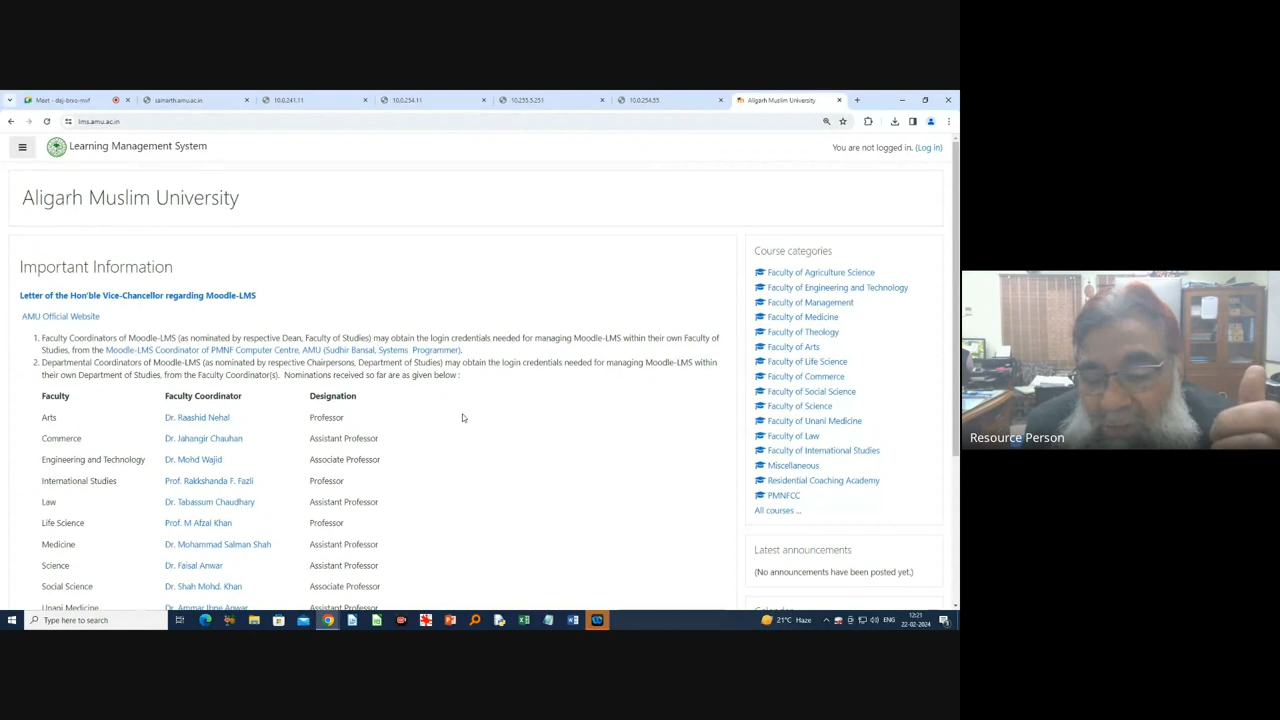 Meet - daj-brxo-mvf
samarth.amu.ac.in
10.0.241.11
10.0.254.11
10.255.5.251
10.0.254.55
Aligarh Muslim University
lms.amu.ac.in
Learning Management System
You are not logged in. (Log in)
Aligarh Muslim University
Important Information
Letter of the Hon'ble Vice-Chancellor regarding Moodle-LMS
AMU Official Website
1. Faculty Coordinators of Moodle-LMS (as nominated by respective Dean, Faculty of Studies) may obtain the login credentials needed for managing Moodle-LMS within their own Faculty of
Studies, from the Moodle-LMS Coordinator of PMNF Computer Centre, AMU (Sudhir Bansal, Systems Programmer).
2. Departmental Coordinators of Moodle-LMS (as nominated by respective Chairpersons, Department of Studies) may obtain the login credentials needed for managing Moodle-LMS within
their own Department of Studies, from the Faculty Coordinator(s). Nominations received so far are as given below :
Faculty Faculty Coordinator Designation
Arts Dr. Raashid Nehal Professor
Commerce Dr. Jahangir Chauhan Assistant Professor
Engineering and Technology Dr. Mohd Wajid Associate Professor
International Studies Prof. Rakkshanda F. Fazli Professor
Law Dr. Tabassum Chaudhary Assistant Professor
Life Science Prof. M Afzal Khan Professor
Medicine Dr. Mohammad Salman Shah Assistant Professor
Science Dr. Faisal Anwar Assistant Professor
Social Science Dr. Shah Mohd. Khan Associate Professor
Unani Medicine Dr. Ammar Ibne Anwar Assistant Professor
Course categories
Faculty of Agriculture Science
Faculty of Engineering and Technology
Faculty of Management
Faculty of Medicine
Faculty of Theology
Faculty of Arts
Faculty of Life Science
Faculty of Commerce
Faculty of Social Science
Faculty of Science
Faculty of Unani Medicine
Faculty of Law
Faculty of International Studies
Miscellaneous
Residential Coaching Academy
PMNFCC
All courses ...
Latest announcements
(No announcements have been posted yet.)
Calendar
Resource Person
Type here to search
21°C Haze
ENG
12:21
22-02-2024